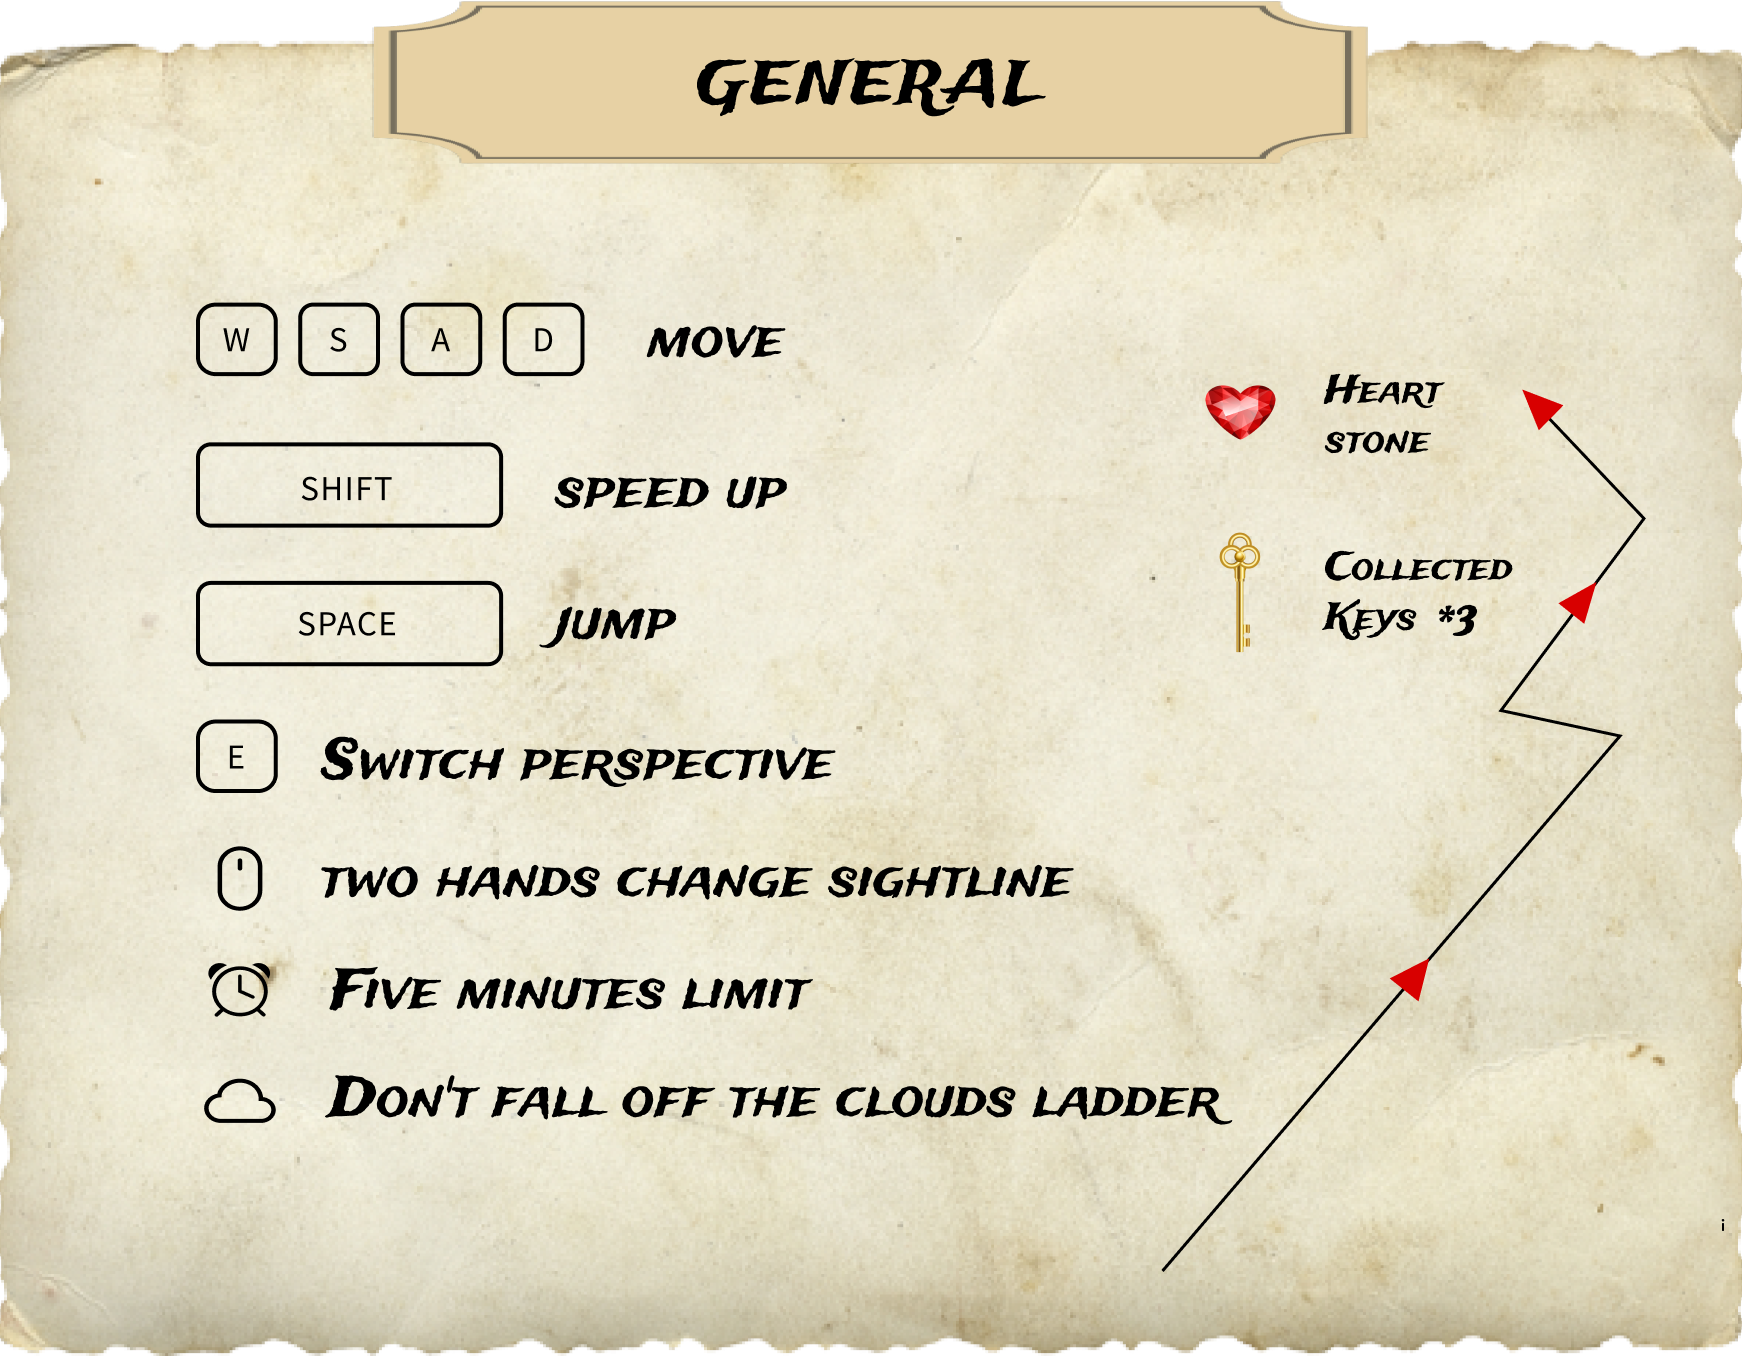 GENERAL
W S A D MOVE
SHIFT SPEED UP
SPACE JUMP
E SWITCH PERSPECTIVE
TWO HANDS CHANGE SIGHTLINE
FIVE MINUTES LIMIT
DON'T FALL OFF THE CLOUDS LADDER
HEART
STONE
COLLECTED
KEYS *3
i